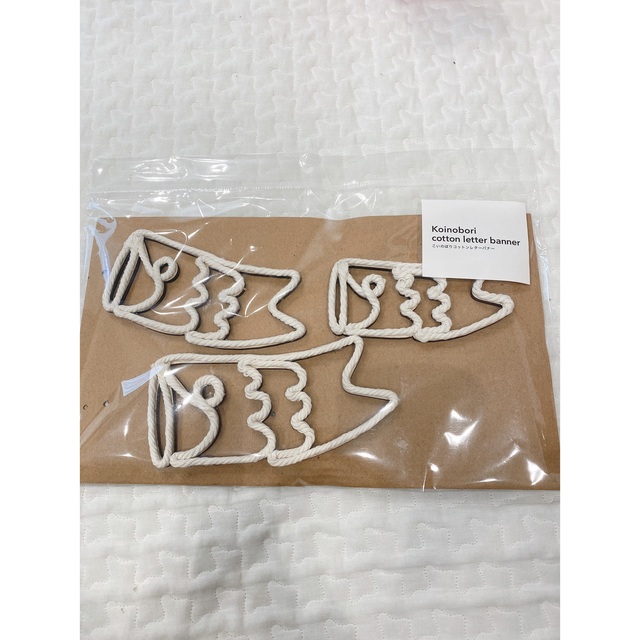 Koinobori
cotton letter banner
こいのぼりコットンレターバナー